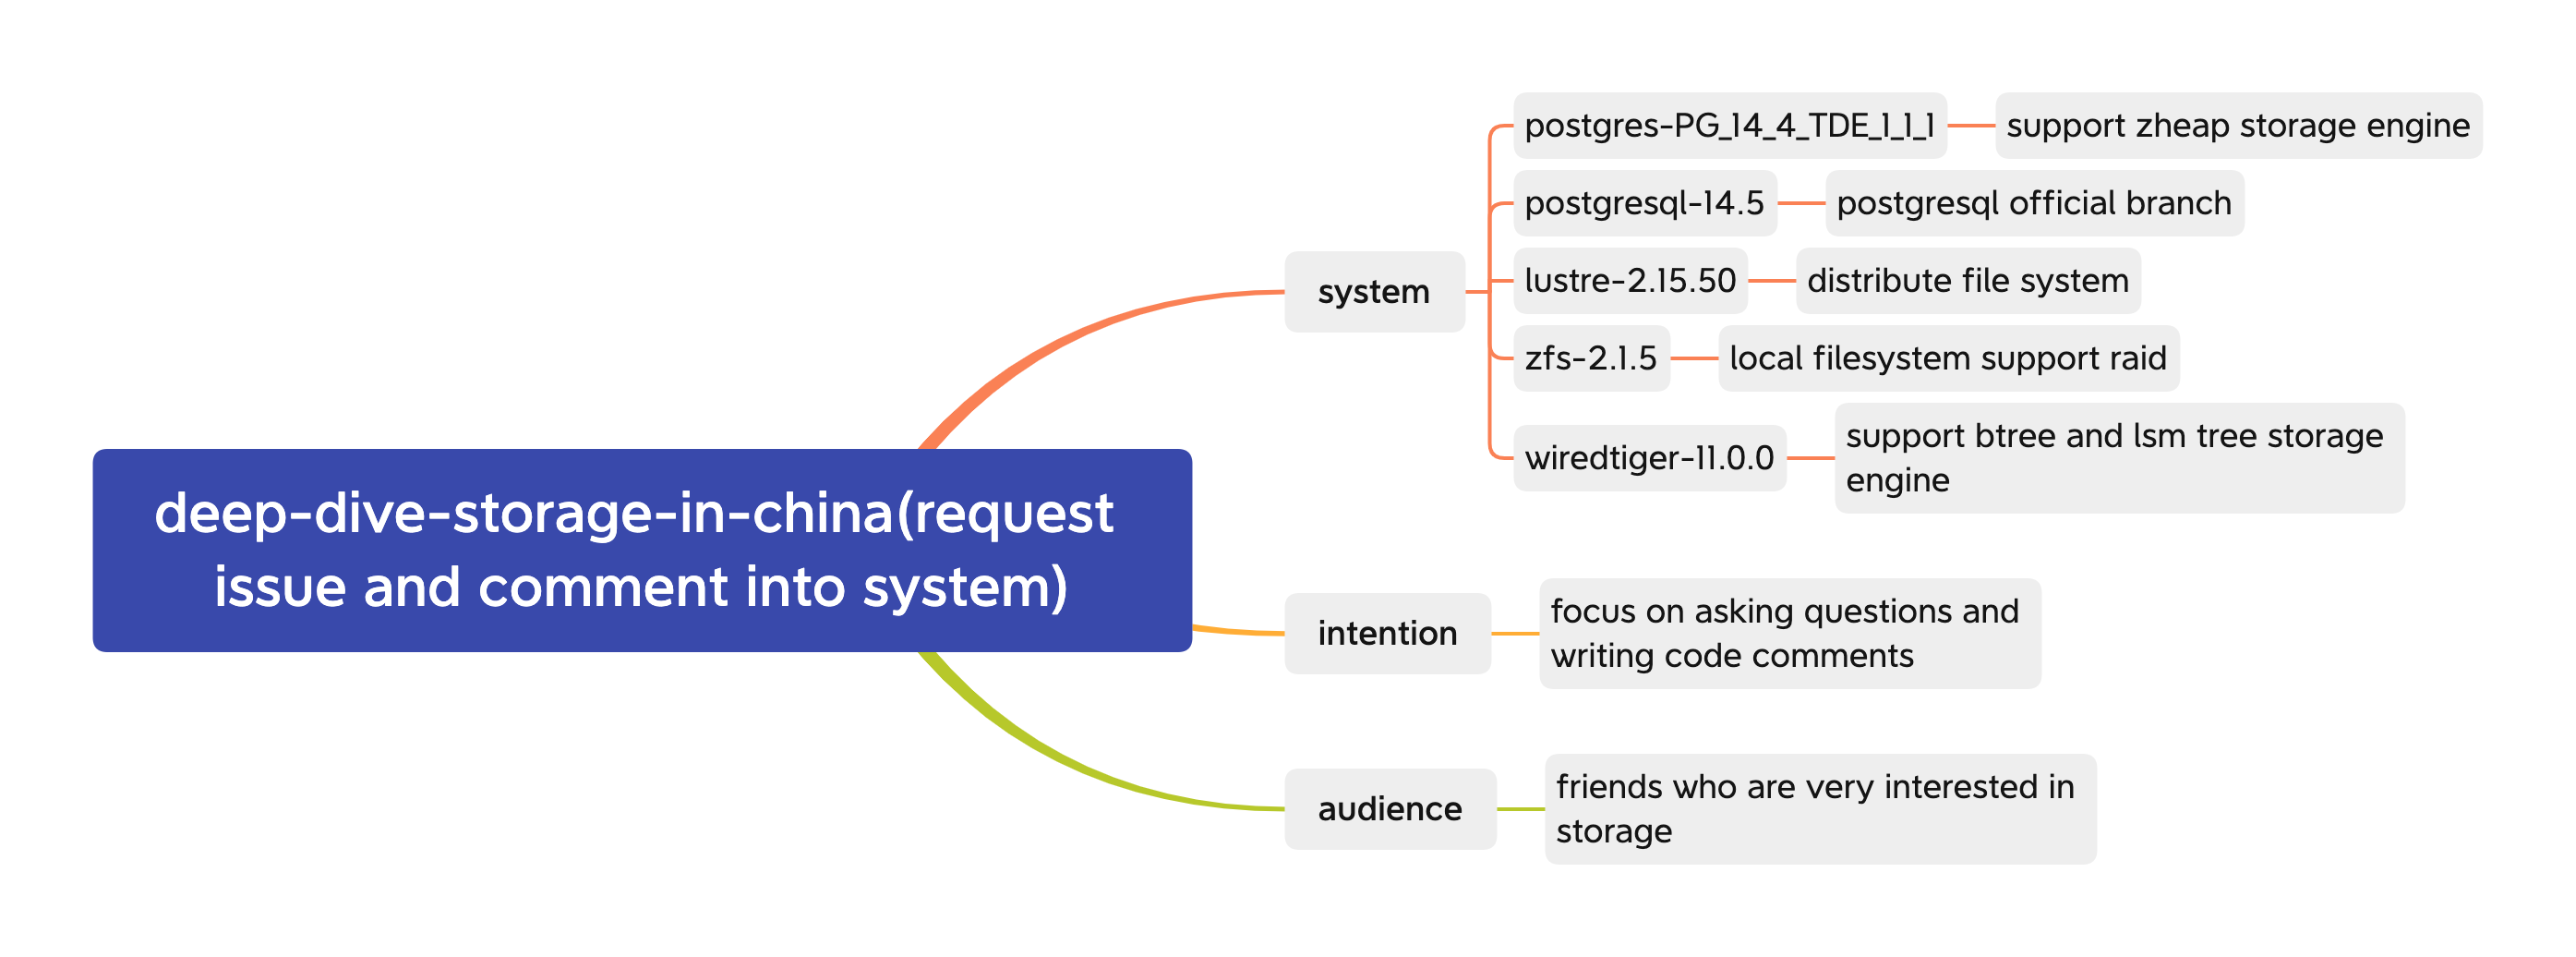 deep-dive-storage-in-china(request
issue and comment into system)
system
postgres-PG_14_4_TDE_1_1_1
support zheap storage engine
postgresql-14.5
postgresql official branch
lustre-2.15.50
distribute file system
zfs-2.1.5
local filesystem support raid
wiredtiger-11.0.0
support btree and lsm tree storage
engine
intention
focus on asking questions and
writing code comments
audience
friends who are very interested in
storage